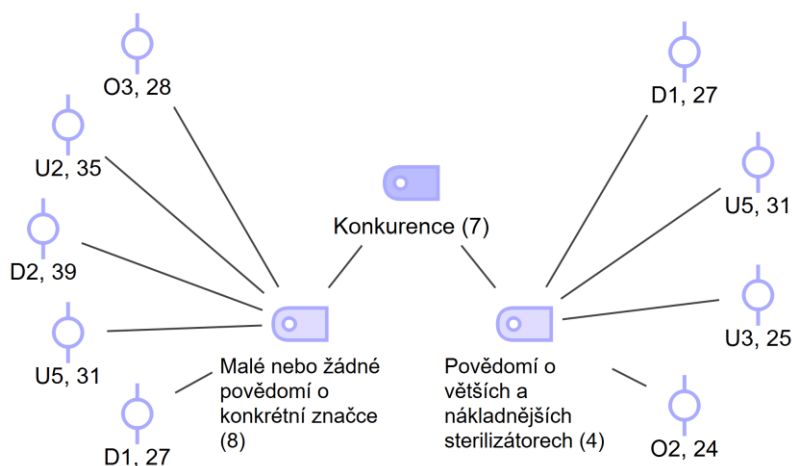 O3, 28
D1, 27
U2, 35
U5, 31
Konkurence (7)
D2, 39
U3, 25
U5, 31
Malé nebo žádné
povědomí o
konkrétní značce
(8)
Povědomí o
větších a
nákladnějších
sterilizátorech (4)
D1, 27
O2, 24